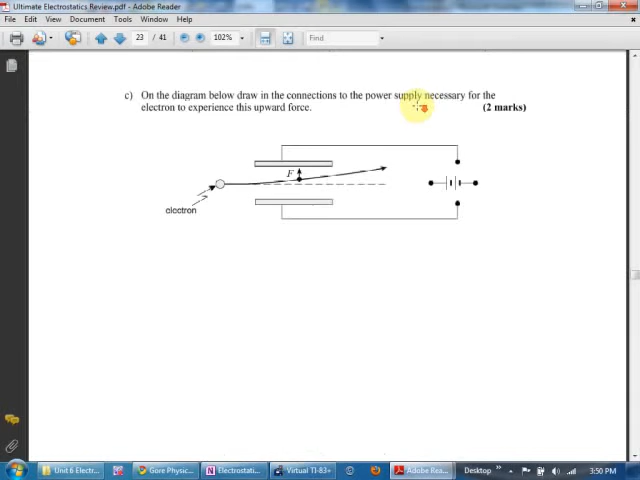 Ultimate Electrostatics Review.pdf - Adobe Reader
File Edit View Document Tools Window Help
23 / 41 102% Find
c) On the diagram below draw in the connections to the power supply necessary for the
electron to experience this upward force. (2 marks)
F
electron
Unit 6 Electr... Gore Physic... Electrostati... Virtual TI-83+ Adobe Rea... Desktop 3:50 PM